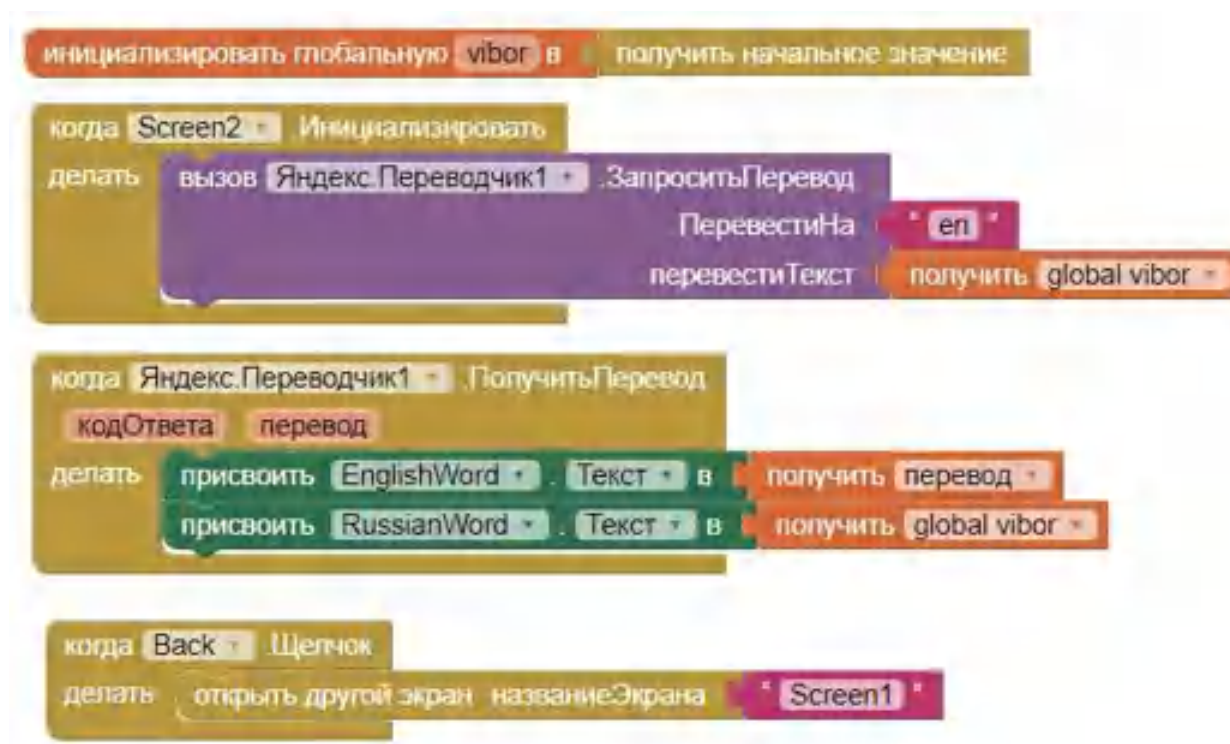 инициализировать глобальную vibor в получить начальное значение
когда Screen2 .Инициализировать
делать вызов Яндекс.Переводчик1 .ЗапроситьПеревод
ПеревестиНа " en "
перевестиТекст получить global vibor
когда Яндекс.Переводчик1 .ПолучитьПеревод
кодОтвета перевод
делать присвоить EnglishWord . Текст в получить перевод
присвоить RussianWord . Текст в получить global vibor
когда Back .Щелчок
делать открыть другой экран названиеЭкрана " Screen1 "